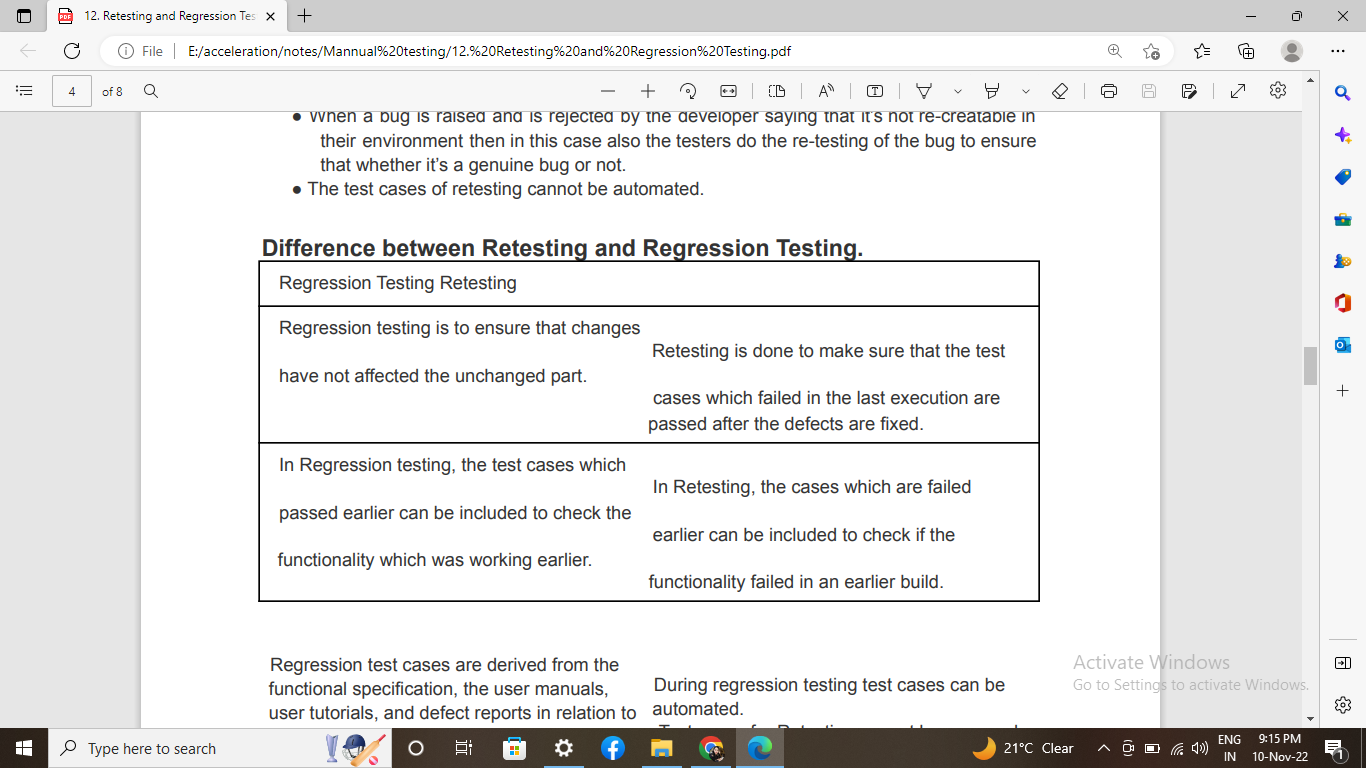 12. Retesting and Regression Tes
File
E:/acceleration/notes/Mannual%20testing/12.%20Retesting%20and%20Regression%20Testing.pdf
4 of 8
• When a bug is raised and is rejected by the developer saying that it's not re-creatable in
their environment then in this case also the testers do the re-testing of the bug to ensure
that whether it's a genuine bug or not.
• The test cases of retesting cannot be automated.
Difference between Retesting and Regression Testing.
Regression Testing Retesting
Regression testing is to ensure that changes
have not affected the unchanged part.
Retesting is done to make sure that the test
cases which failed in the last execution are
passed after the defects are fixed.
In Regression testing, the test cases which
passed earlier can be included to check the
functionality which was working earlier.
In Retesting, the cases which are failed
earlier can be included to check if the
functionality failed in an earlier build.
Regression test cases are derived from the
functional specification, the user manuals,
user tutorials, and defect reports in relation to
During regression testing test cases can be
automated.
Activate Windows
Go to Settings to activate Windows.
Type here to search
21°C Clear
ENG
IN
9:15 PM
10-Nov-22
1